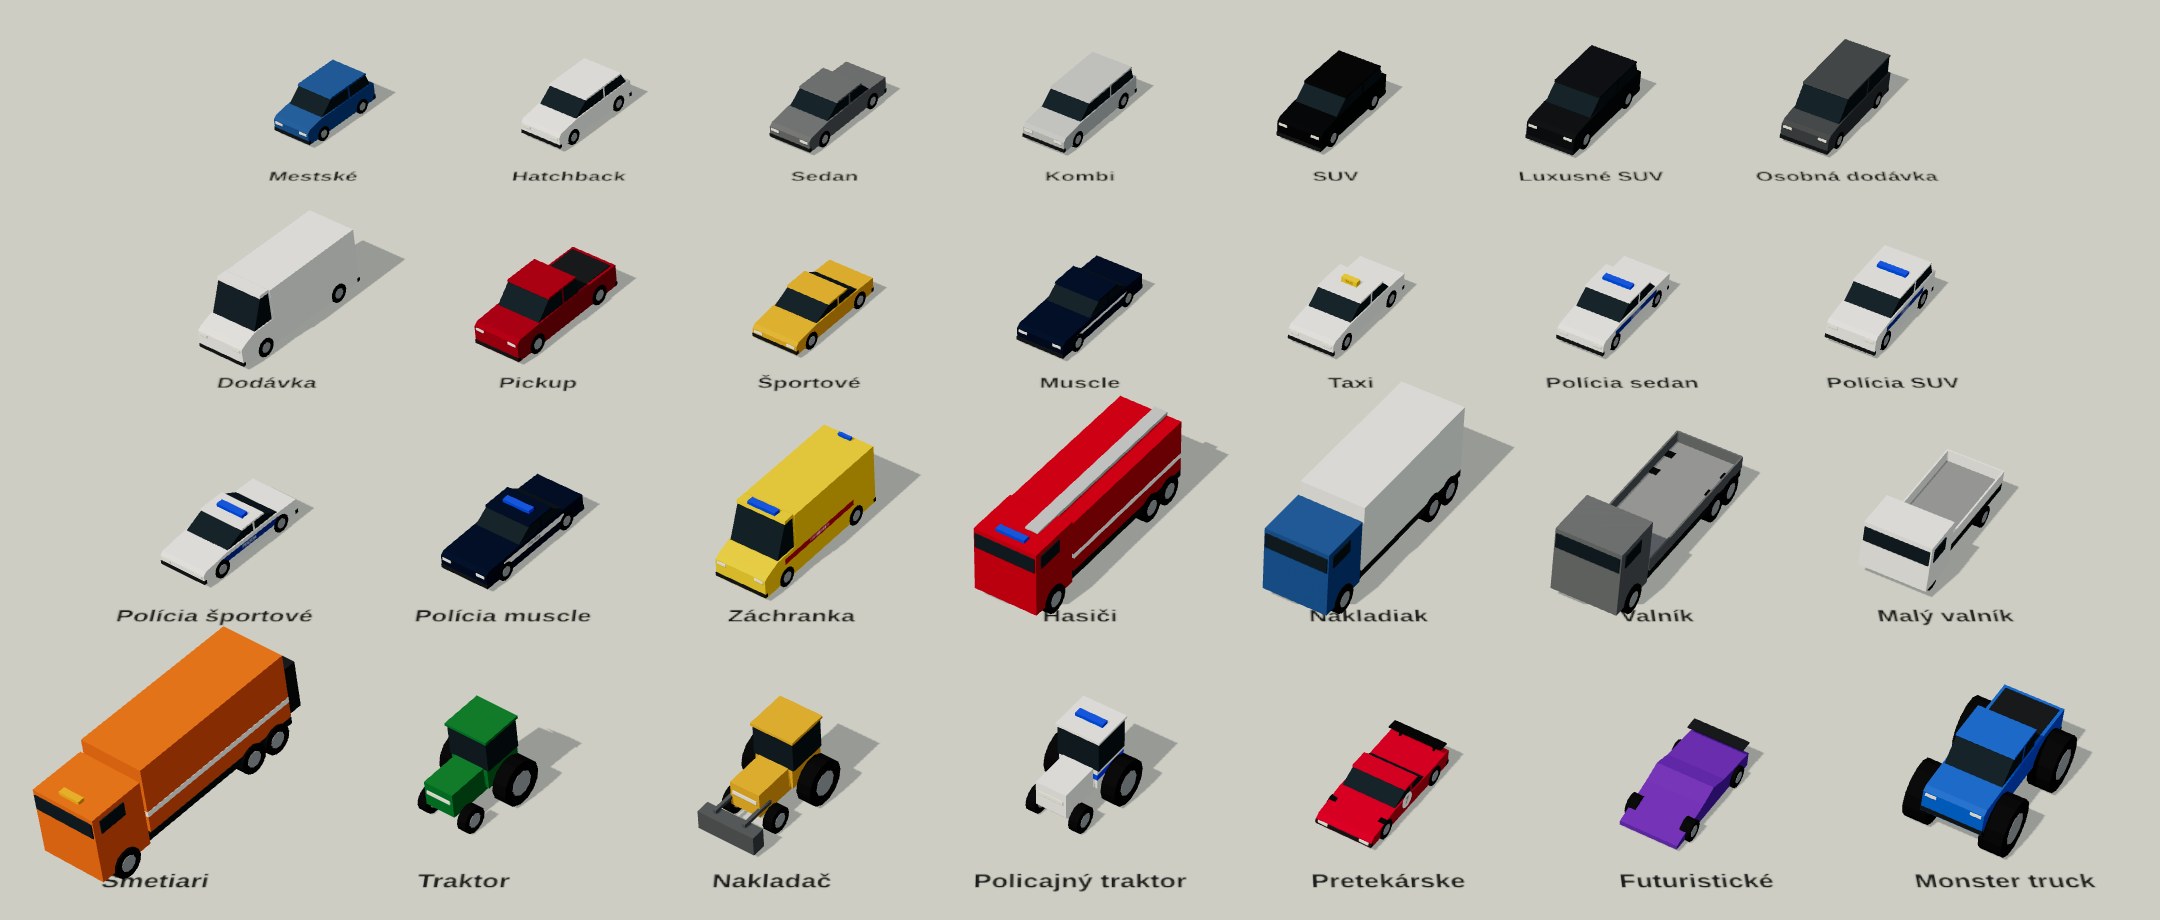 Mestské
Hatchback
Sedan
Kombi
SUV
Luxusné SUV
Osobná dodávka
Dodávka
Pickup
Športové
Muscle
Taxi
Polícia sedan
Polícia SUV
Polícia športové
Polícia muscle
Záchranka
Hasiči
Nakladiak
Valník
Malý valník
Smetiari
Traktor
Nakladač
Policajný traktor
Pretekárske
Futuristické
Monster truck